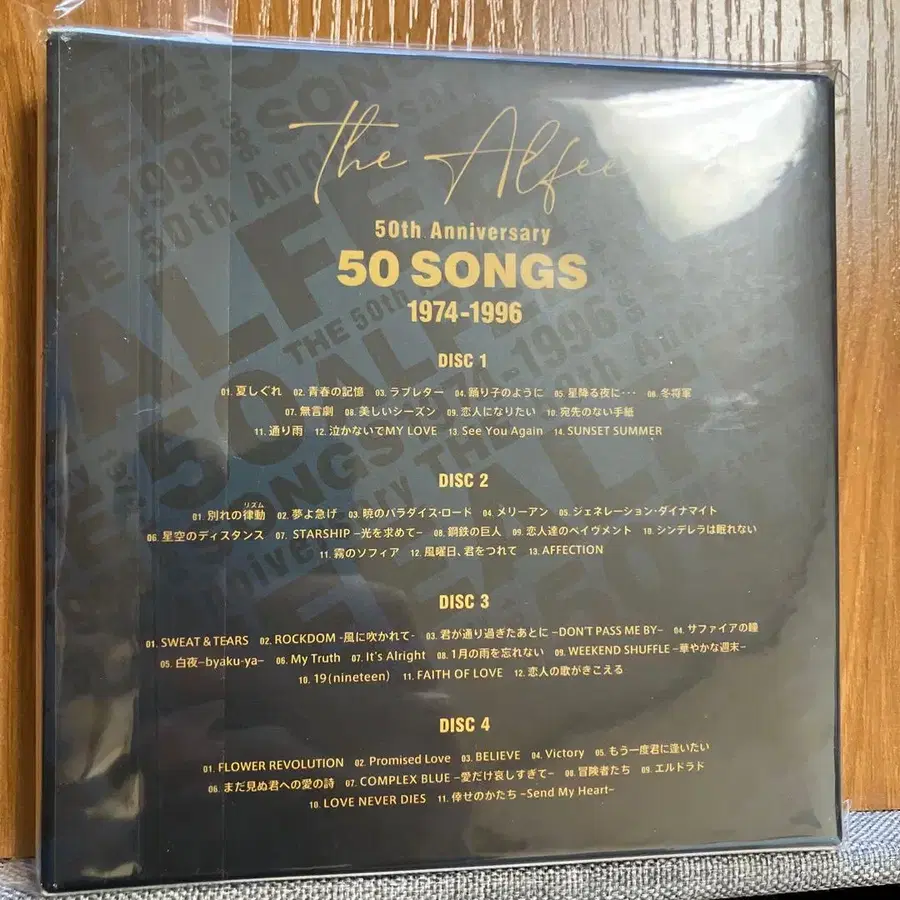 The Alfee
50th Anniversary
50 SONGS
1974-1996
DISC 1
01. 夏しぐれ 02. 青春の記憶 03. ラブレター 04. 踊り子のように 05. 星降る夜に・・・ 06. 冬将軍
07. 無言劇 08. 美しいシーズン 09. 恋人になりたい 10. 宛先のない手紙
11. 通り雨 12. 泣かないでMY LOVE 13. See You Again 14. SUNSET SUMMER
DISC 2
リズム
01. 別れの律動 02. 夢よ急げ 03. 暁のパラダイス・ロード 04. メリーアン 05. ジェネレーション・ダイナマイト
06. 星空のディスタンス 07. STARSHIP –光を求めて– 08. 鋼鉄の巨人 09. 恋人達のペイヴメント 10. シンデレラは眠れない
11. 霧のソフィア 12. 風曜日、君をつれて 13. AFFECTION
DISC 3
01. SWEAT & TEARS 02. ROCKDOM -風に吹かれて- 03. 君が通り過ぎたあとに –DON'T PASS ME BY– 04. サファイアの瞳
05. 白夜–byaku-ya– 06. My Truth 07. It's Alright 08. 1月の雨を忘れない 09. WEEKEND SHUFFLE –華やかな週末–
10. 19(nineteen) 11. FAITH OF LOVE 12. 恋人の歌がきこえる
DISC 4
01. FLOWER REVOLUTION 02. Promised Love 03. BELIEVE 04. Victory 05. もう一度君に逢いたい
06. まだ見ぬ君への愛の詩 07. COMPLEX BLUE –愛だけ哀しすぎて– 08. 冒険者たち 09. エルドラド
10. LOVE NEVER DIES 11. 倖せのかたち –Send My Heart–